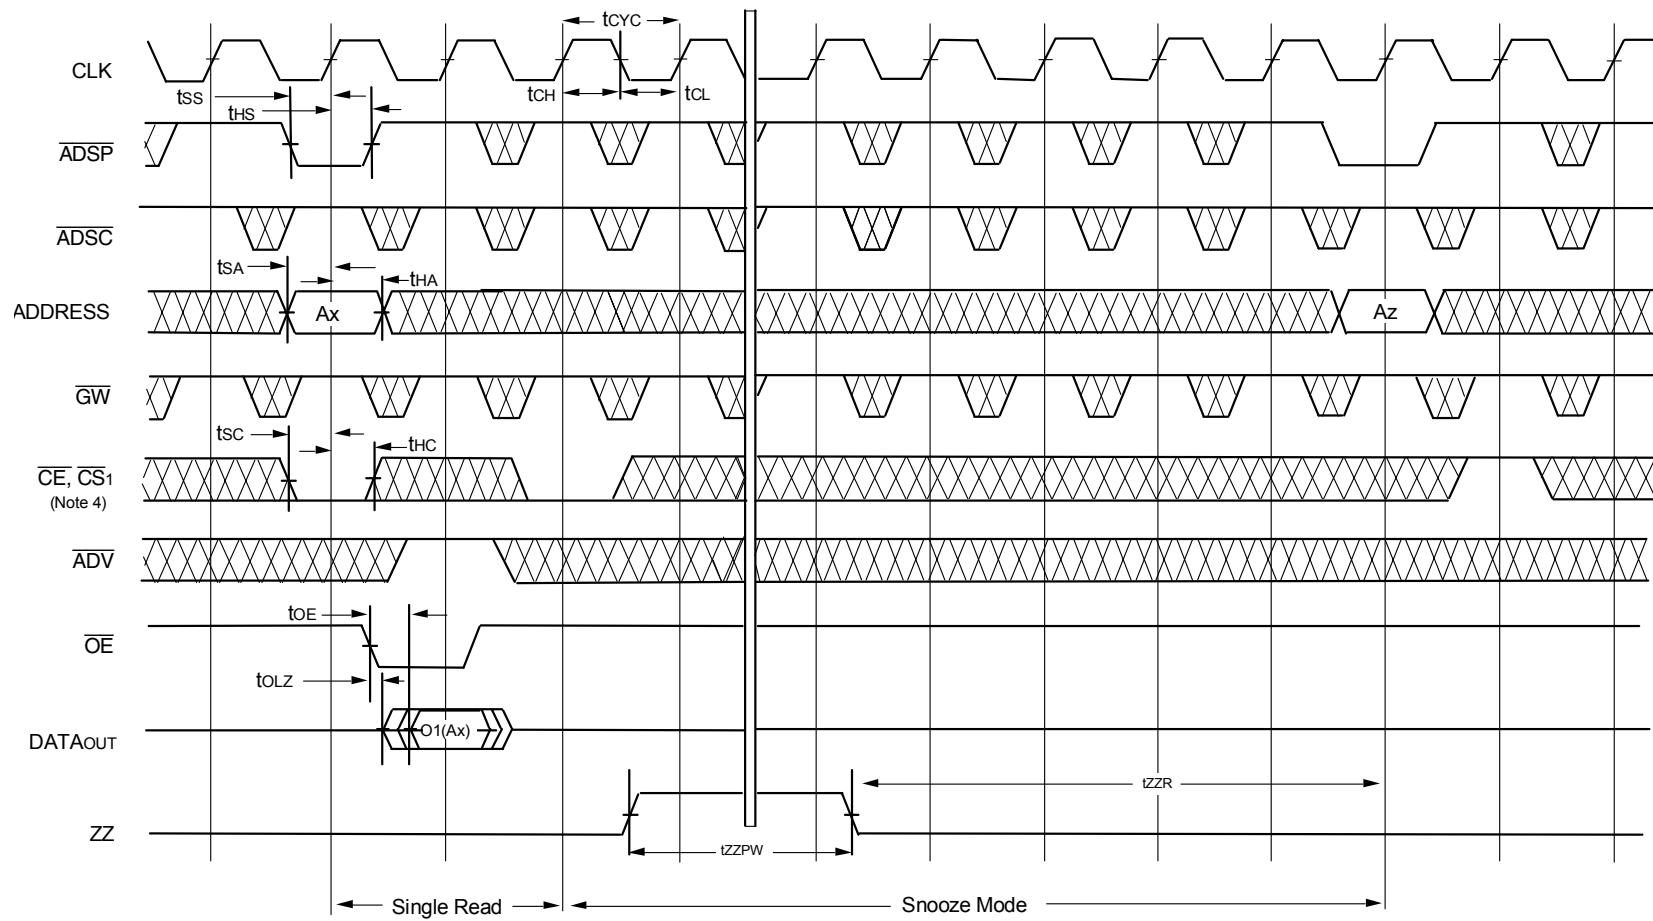 tCYC
CLK
tCH
tCL
tSS
tHS
ADSP
ADSC
tSA
tHA
ADDRESS
Ax
Az
GW
tSC
tHC
CE, CS1
(Note 4)
ADV
tOE
OE
tOLZ
O1(Ax)
DATAOUT
tZZR
ZZ
tZZPW
Single Read
Snooze Mode